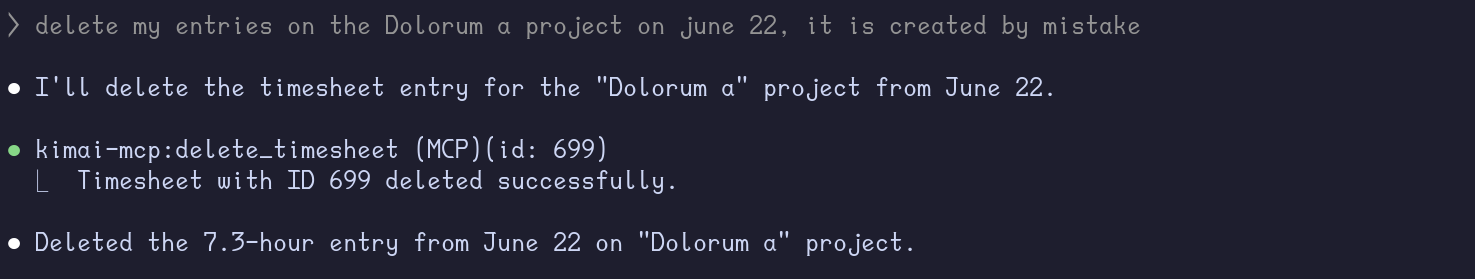 > delete my entries on the Dolorum a project on june 22, it is created by mistake
● I'll delete the timesheet entry for the "Dolorum a" project from June 22.
● kimai-mcp:delete_timesheet (MCP)(id: 699)
⎿  Timesheet with ID 699 deleted successfully.
● Deleted the 7.3-hour entry from June 22 on "Dolorum a" project.